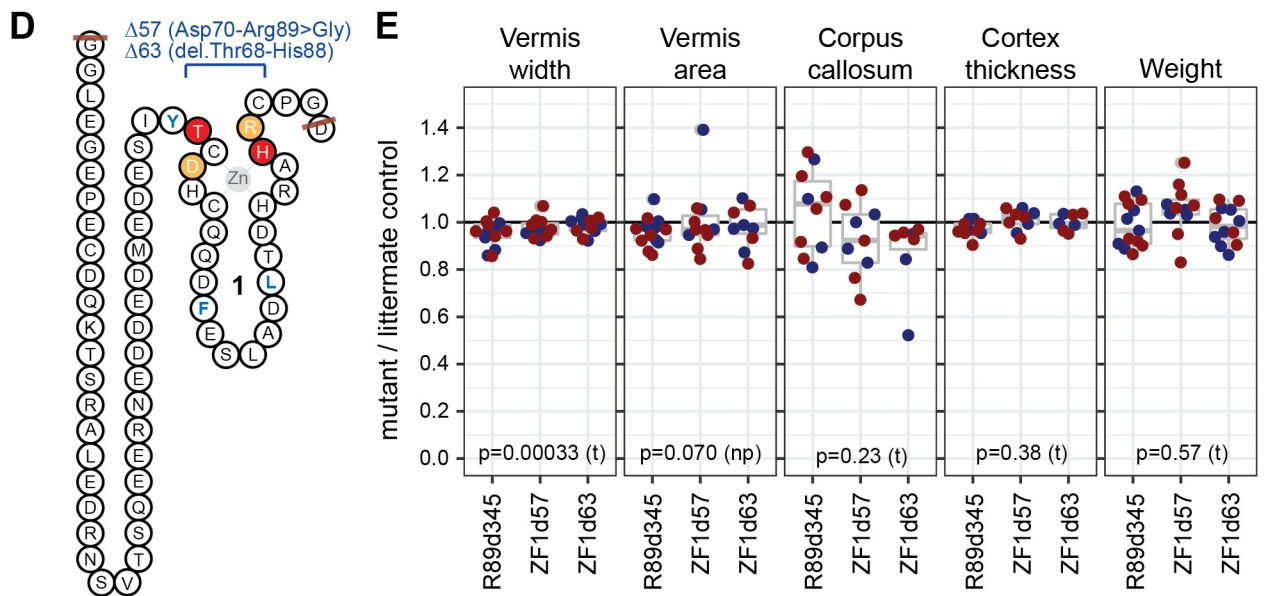 D
Δ57 (Asp70-Arg89>Gly)
Δ63 (del.Thr68-His88)
G G L E G E P E C D Q K T S R A L E D R N S V T S Q E E R N E D D E D M E D E S I Y T C D H C Q Q D F E S L A D L T D H R A H R C P G D
Zn
1
E
Vermis
width
Vermis
area
Corpus
callosum
Cortex
thickness
Weight
mutant / littermate control
1.4
1.2
1.0
0.8
0.6
0.4
0.2
0.0
p=0.00033 (t)
p=0.070 (np)
p=0.23 (t)
p=0.38 (t)
p=0.57 (t)
R89d345
ZF1d57
ZF1d63
R89d345
ZF1d57
ZF1d63
R89d345
ZF1d57
ZF1d63
R89d345
ZF1d57
ZF1d63
R89d345
ZF1d57
ZF1d63